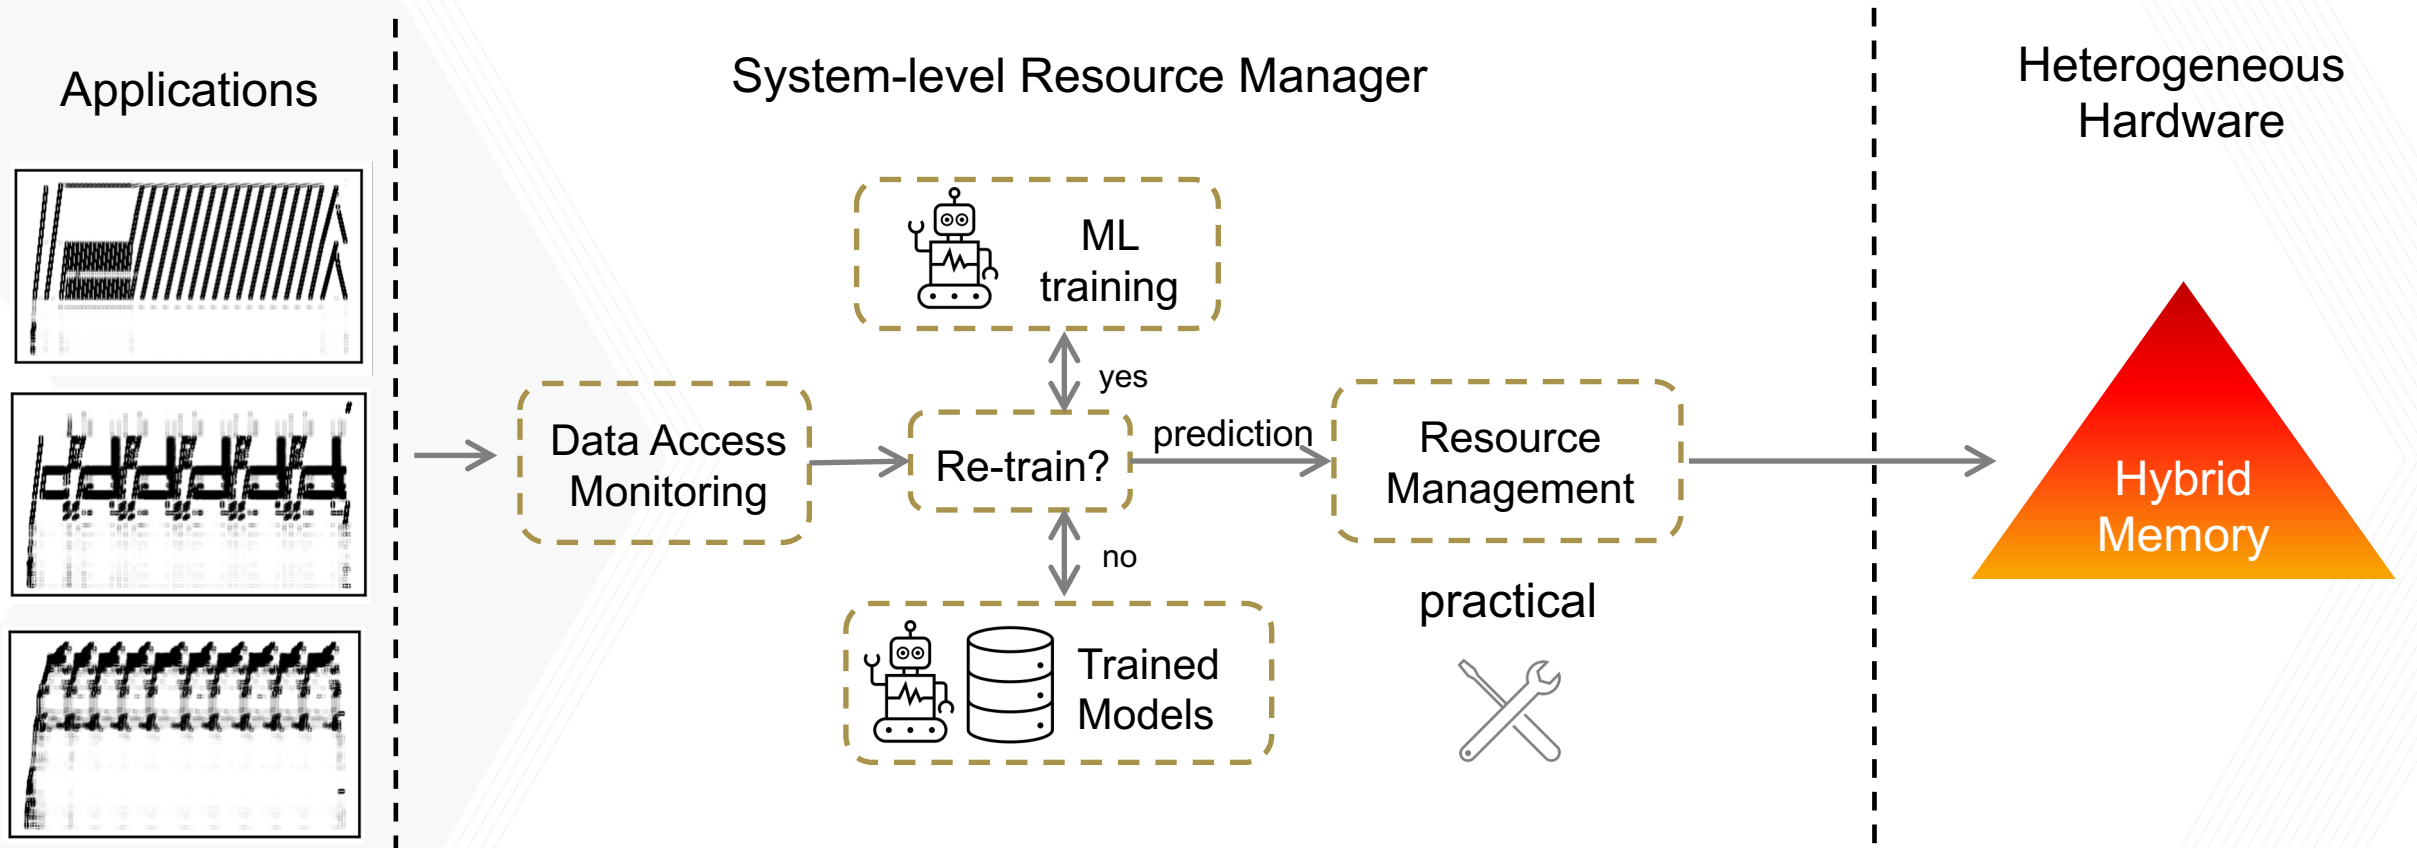 Applications
System-level Resource Manager
Heterogeneous
Hardware
ML
training
yes
Data Access
Monitoring
Re-train?
prediction
Resource
Management
no
Trained
Models
practical
Hybrid
Memory